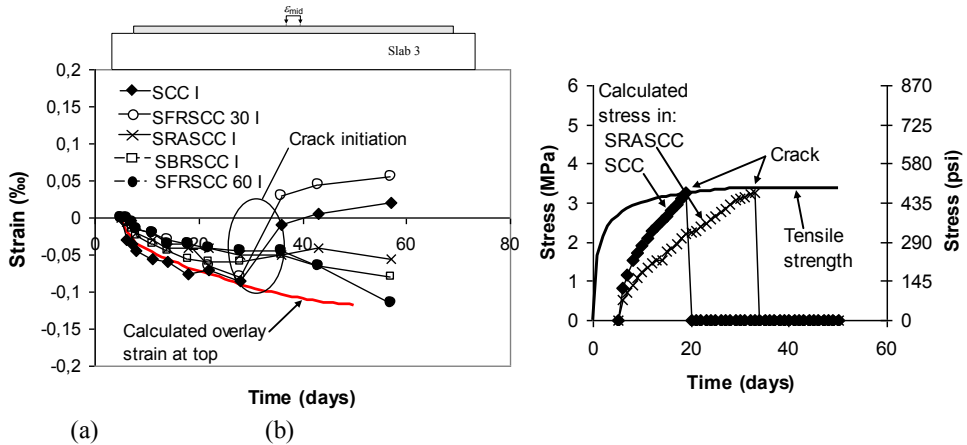 εmid
Slab 3
0,2
0,15
0,1
0,05
0
-0,05
-0,1
-0,15
-0,2
Strain (‰)
SCC I
SFRSCC 30 I
SRASCC I
SBRSCC I
SFRSCC 60 I
Crack initiation
Calculated overlay
strain at top
0 20 40 60 80
Time (days)
(a) (b)
6
5
4
3
2
1
0
Stress (MPa)
Calculated
stress in:
SRASCC
SCC
Crack
Tensile
strength
870
725
580
435
290
145
0
Stress (psi)
0 20 40 60
Time (days)